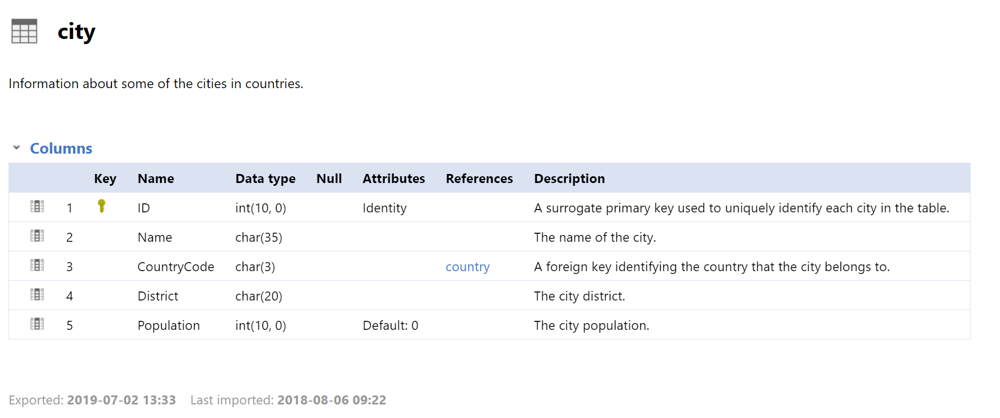 city
Information about some of the cities in countries.
Columns
Key Name Data type Null Attributes References Description
1 ID int(10, 0) Identity A surrogate primary key used to uniquely identify each city in the table.
2 Name char(35) The name of the city.
3 CountryCode char(3) country A foreign key identifying the country that the city belongs to.
4 District char(20) The city district.
5 Population int(10, 0) Default: 0 The city population.
Exported: 2019-07-02 13:33 Last imported: 2018-08-06 09:22